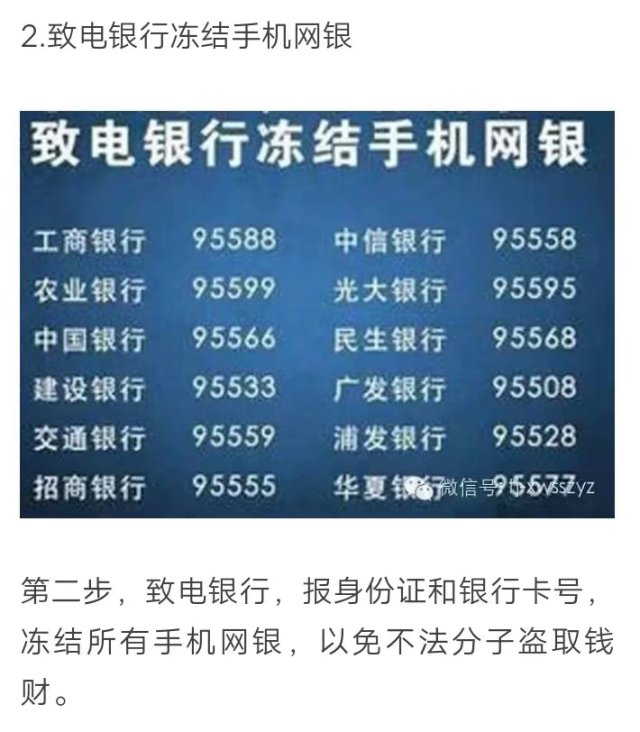 2.致电银行冻结手机网银
致电银行冻结手机网银
工商银行 95588 中信银行 95558
农业银行 95599 光大银行 95595
中国银行 95566 民生银行 95568
建设银行 95533 广发银行 95508
交通银行 95559 浦发银行 95528
招商银行 95555 华夏银行 95577
微信号:
第二步，致电银行，报身份证和银行卡号，
冻结所有手机网银，以免不法分子盗取钱
财。